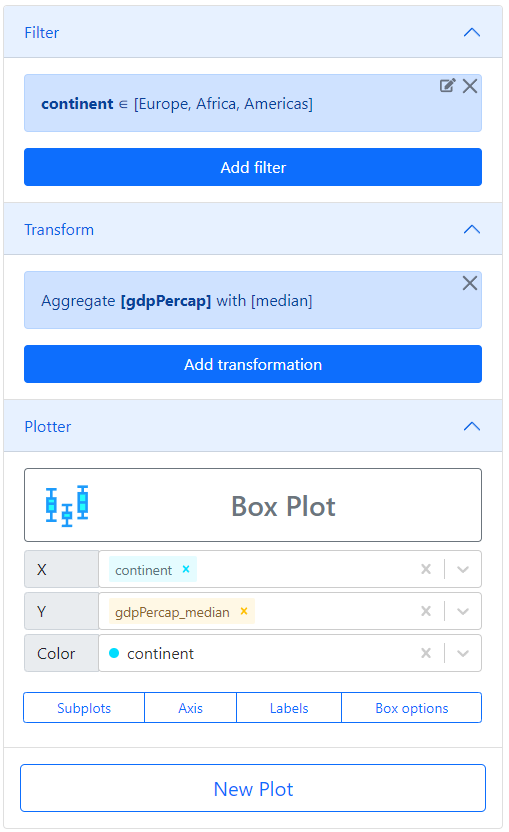 Filter
continent ∈ [Europe, Africa, Americas]
Add filter
Transform
Aggregate [gdpPercap] with [median]
Add transformation
Plotter
Box Plot
X continent ×
Y gdpPercap_median ×
Color continent
Subplots Axis Labels Box options
New Plot